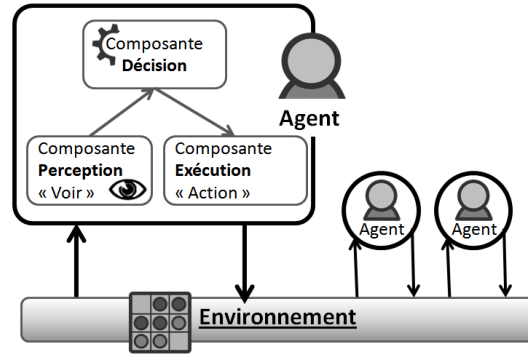 Composante
Décision
Agent
Composante
Perception
« Voir »
Composante
Exécution
« Action »
Agent
Agent
Environnement